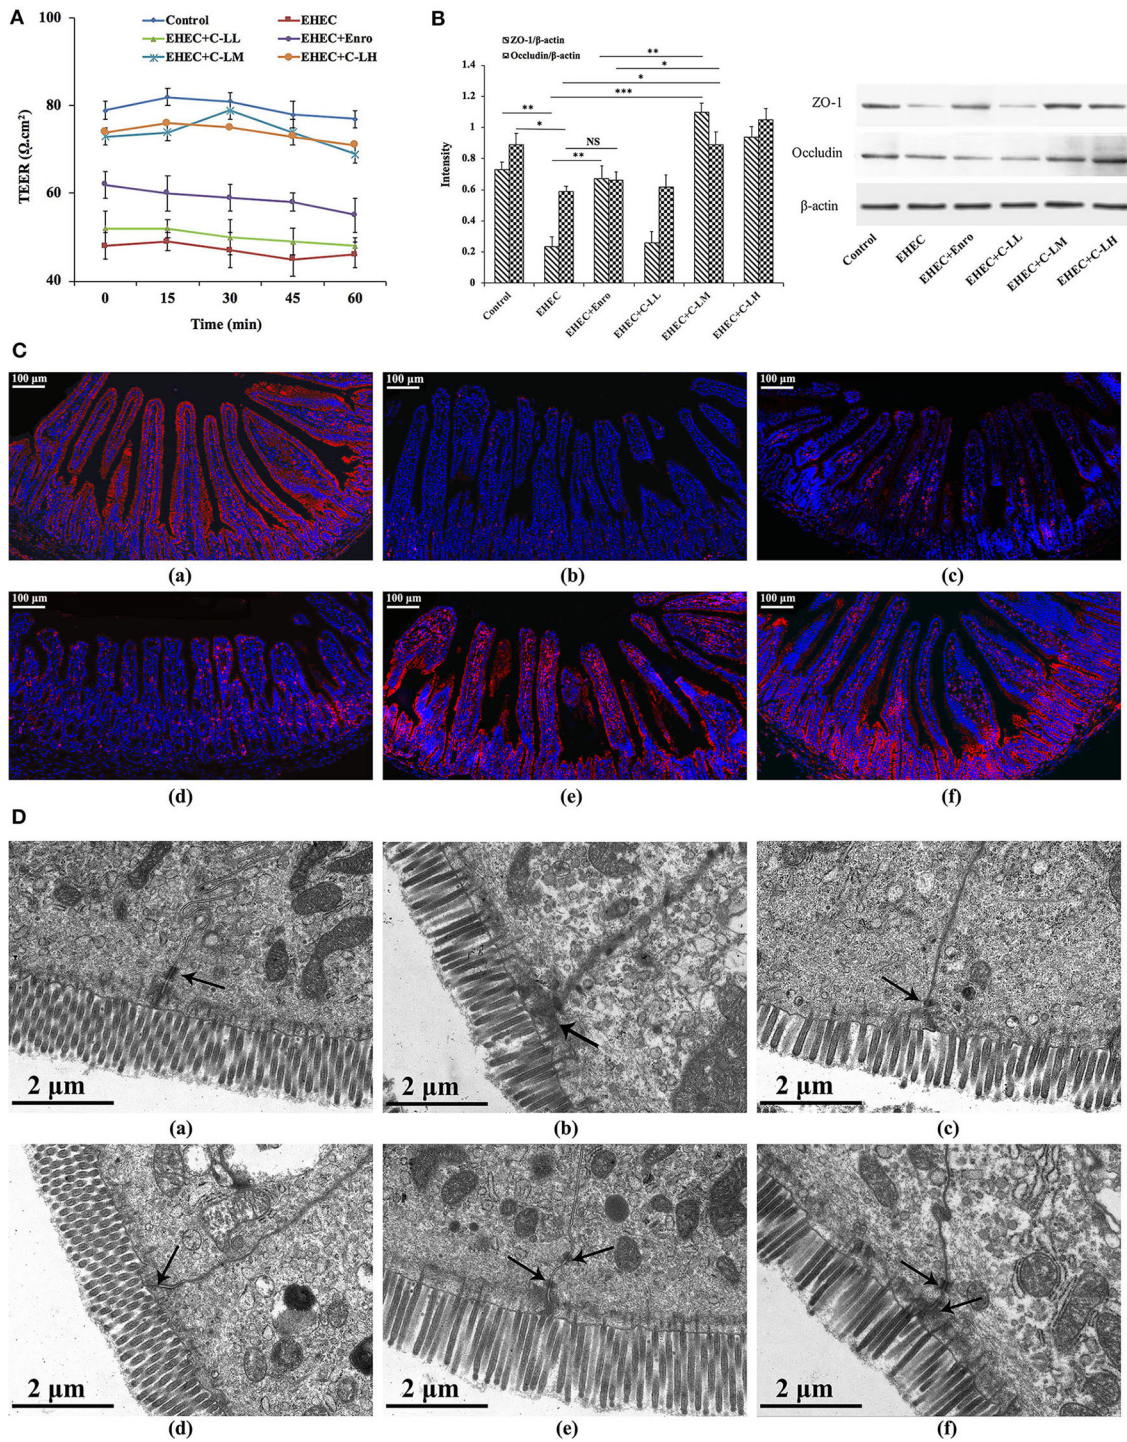 A
100
80
60
40
TEER (Ω.cm²)
Control
EHEC
EHEC+C-LL
EHEC+Enro
EHEC+C-LM
EHEC+C-LH
0 15 30 45 60
Time (min)
B
ZO-1/β-actin
Occludin/β-actin
1.4
1.2
1
0.8
0.6
0.4
0.2
0
Intensity
**
*
*
***
**
*
NS
**
Control
EHEC
EHEC+Enro
EHEC+C-LL
EHEC+C-LM
EHEC+C-LH
ZO-1
Occludin
β-actin
Control
EHEC
EHEC+Enro
EHEC+C-LL
EHEC+C-LM
EHEC+C-LH
C
100 μm
100 μm
100 μm
(a)
(b)
(c)
100 μm
100 μm
100 μm
(d)
(e)
(f)
D
2 μm
2 μm
2 μm
(a)
(b)
(c)
2 μm
2 μm
2 μm
(d)
(e)
(f)